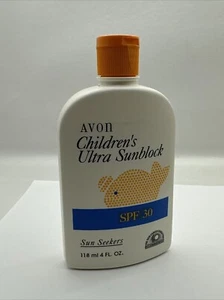 AVON
Children's
Ultra Sunblock
SPF 30
Sun Seekers
118 ml 4 FL. OZ.